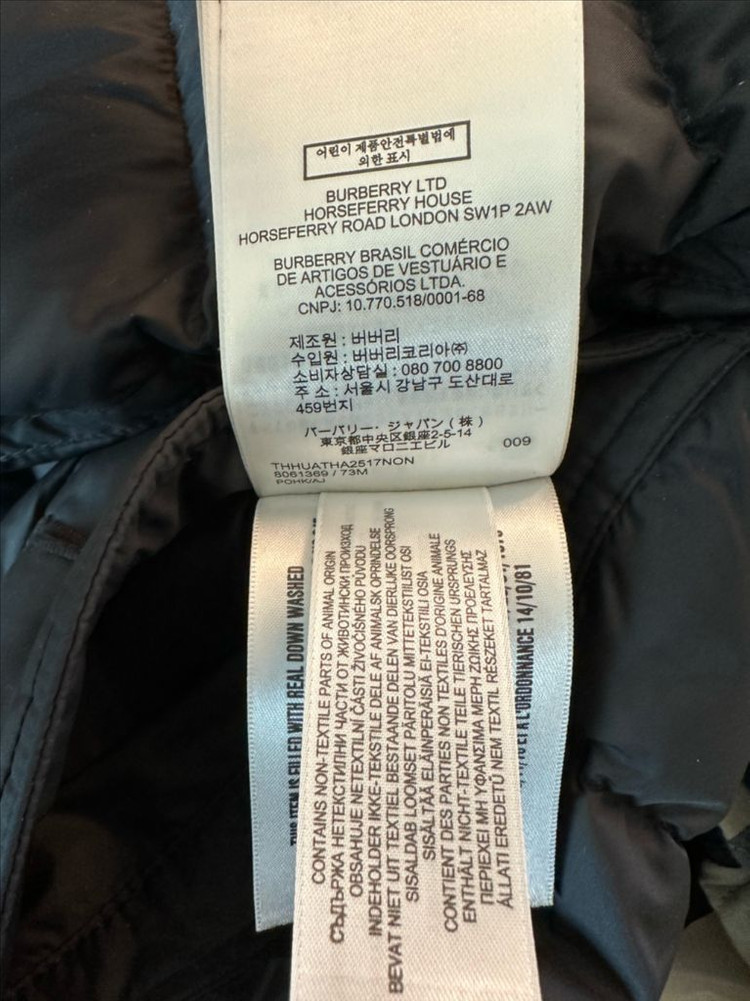 어린이 제품안전특별법에
의한 표시
BURBERRY LTD
HORSEFERRY HOUSE
HORSEFERRY ROAD LONDON SW1P 2AW
BURBERRY BRASIL COMÉRCIO
DE ARTIGOS DE VESTUÁRIO E
ACESSÓRIOS LTDA.
CNPJ: 10.770.518/0001-68
제조원 : 버버리
수입원 : 버버리코리아㈜
소비자상담실 : 080 700 8800
주 소 : 서울시 강남구 도산대로
459번지
バーバリー・ジャパン(株)
東京都中央区銀座2-5-14
銀座マロニエビル
009
THHUATHA2517NON
8061369 / 73M
POHK/AJ
THIS ITEM IS FILLED WITH REAL DOWN WASHED
CONTAINS NON-TEXTILE PARTS OF ANIMAL ORIGIN
СЪДЪРЖА НЕТЕКСТИЛНИ ЧАСТИ ОТ ЖИВОТИНСКИ ПРОИЗХОД
OBSAHUJE NETEXTILNÍ ČÁSTI ŽIVOČIŠNÉHO PŮVODU
INDEHOLDER IKKE-TEKSTILE DELE AF ANIMALSK OPRINDELSE
BEVAT NIET UIT TEXTIEL BESTAANDE DELEN VAN DIERLIJKE OORSPRONG
SISALDAB LOOMSET PÄRITOLU MITTETEKSTIILIST OSI
SISÄLTÄÄ ELÄINPERÄISIÄ EI-TEKSTIILI OSIA
CONTIENT DES PARTIES NON TEXTILES D'ORIGINE ANIMALE
ENTHÄLT NICHT-TEXTILE TEILE TIERISCHEN URSPRUNGS
ΠΕΡΙΕΧΕΙ ΜΗ ΥΦΑΝΣΙΜΑ ΜΕΡΗ ΖΩΙΚΗΣ ΠΡΟΕΛΕΥΣΗΣ
ÁLLATI EREDETŰ NEM TEXTIL RÉSZEKET TARTALMAZ
ET À L'ORDONNANCE 14/10/81